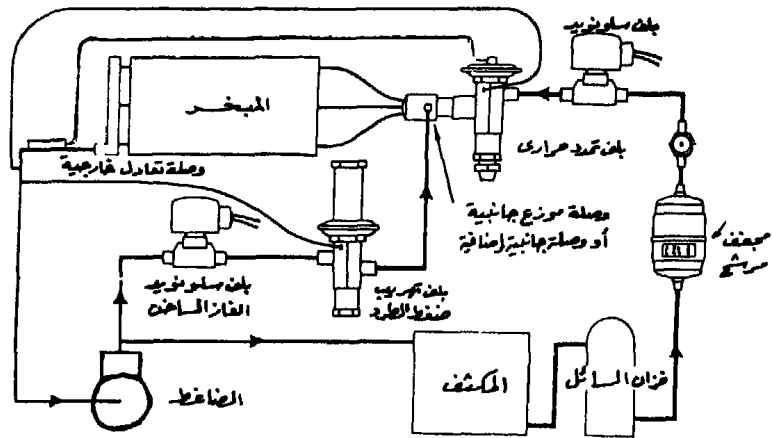 بلف سلونويد
المبخر
بلف تمدد حرارى
وصلة تعادل خارجية
وصلة موزع جانبية
أو وصلة جانبية إضافية
مجفف /
مرشح
بلف سلونويد
الغاز الساخن
بلف تهريب
ضغط الطرد
المكثف
خزان السائل
الضاغط